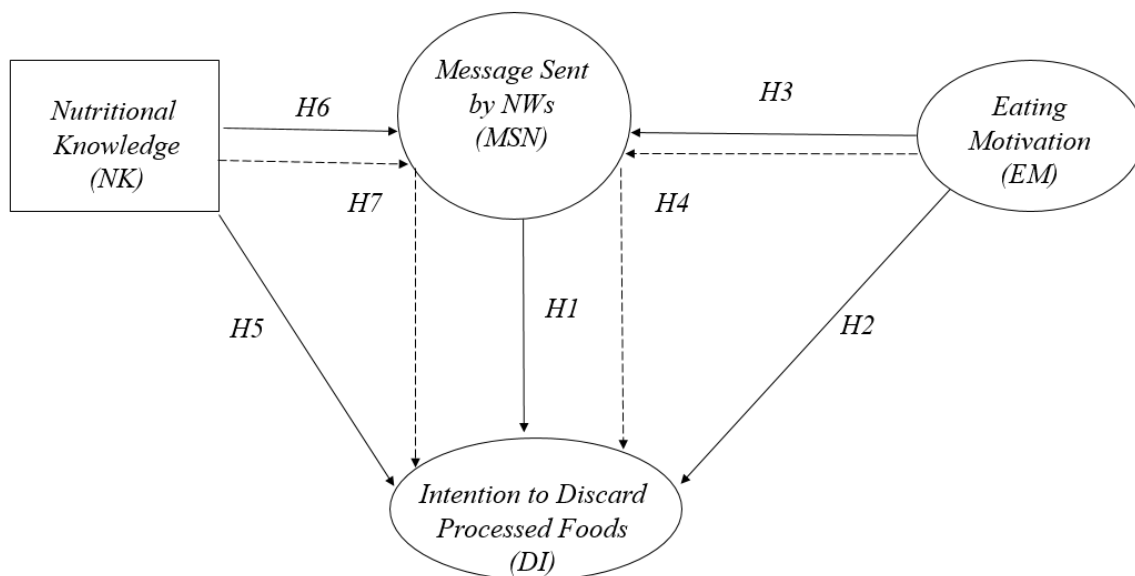 Nutritional
Knowledge
(NK)
H6
H7
Message Sent
by NWs
(MSN)
H3
H4
Eating
Motivation
(EM)
H5
H1
H2
Intention to Discard
Processed Foods
(DI)